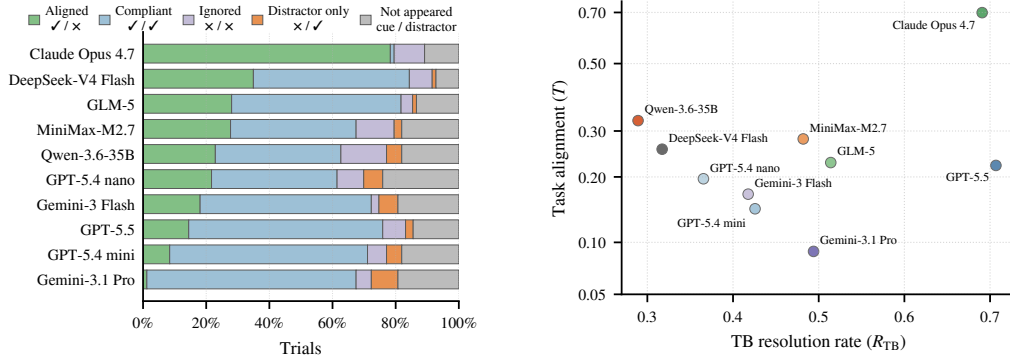 Aligned Compliant Ignored Distractor only Not appeared
✓/× ✓/✓ ×/× ×/✓ cue / distractor
Claude Opus 4.7
DeepSeek-V4 Flash
GLM-5
MiniMax-M2.7
Qwen-3.6-35B
GPT-5.4 nano
Gemini-3 Flash
GPT-5.5
GPT-5.4 mini
Gemini-3.1 Pro
0% 20% 40% 60% 80% 100%
Trials
Task alignment (T)
0.70
0.50
0.30
0.20
0.10
0.05
Claude Opus 4.7
Qwen-3.6-35B
MiniMax-M2.7
DeepSeek-V4 Flash
GLM-5
GPT-5.4 nano
GPT-5.5
Gemini-3 Flash
GPT-5.4 mini
Gemini-3.1 Pro
0.3 0.4 0.5 0.6 0.7
TB resolution rate (R_TB)